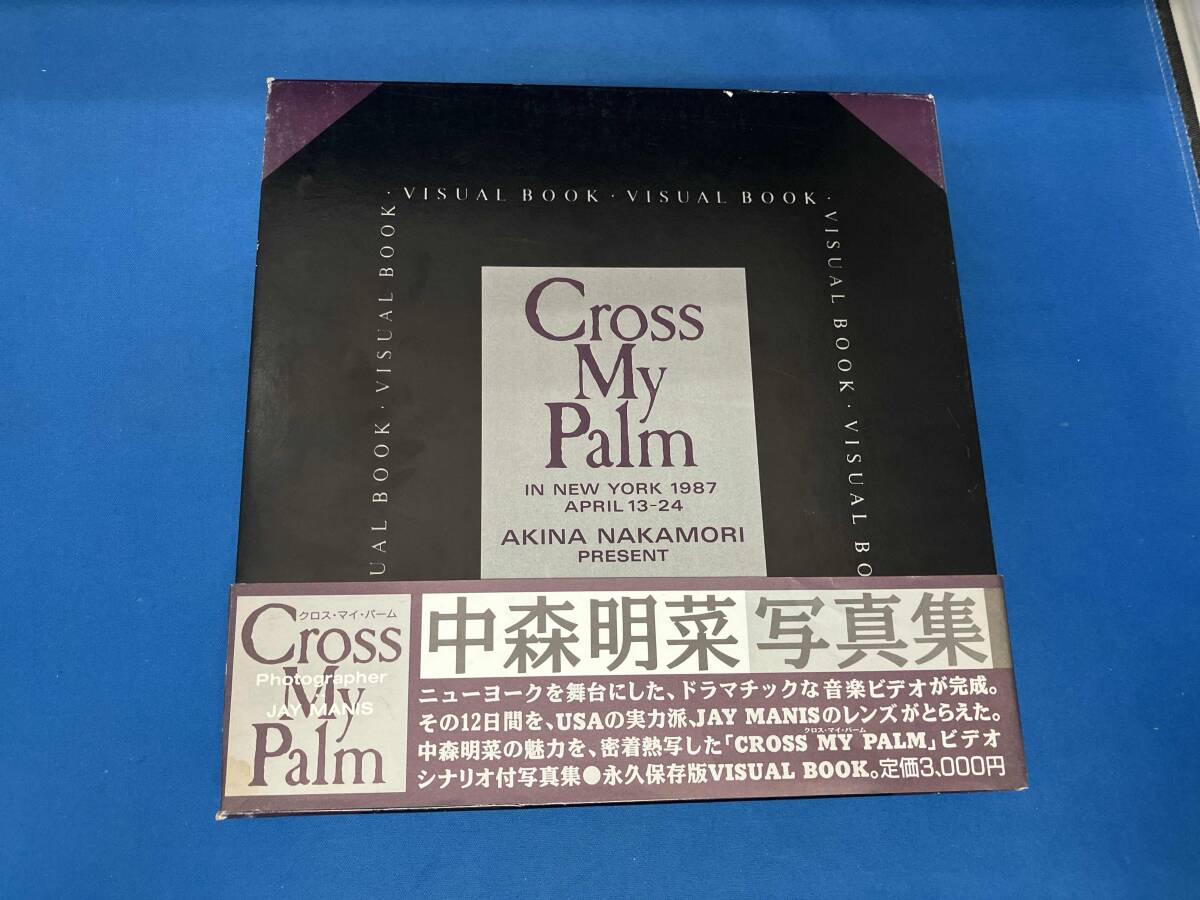 · VISUAL BOOK · VISUAL BOOK ·
VISUAL BOOK · VISUAL BO
UAL BOOK · VISUAL BOOK
Cross
My
Palm
IN NEW YORK 1987
APRIL 13-24
AKINA NAKAMORI
PRESENT
クロス・マイ・パーム
Cross
Photographer
My
JAY MANIS
Palm
中森明菜写真集
ニューヨークを舞台にした、ドラマチックな音楽ビデオが完成。
その12日間を、USAの実力派、JAY MANISのレンズがとらえた。
クロス・マイ・パーム
中森明菜の魅力を、密着熱写した「CROSS MY PALM」ビデオ
シナリオ付写真集●永久保存版VISUAL BOOK。定価3,000円